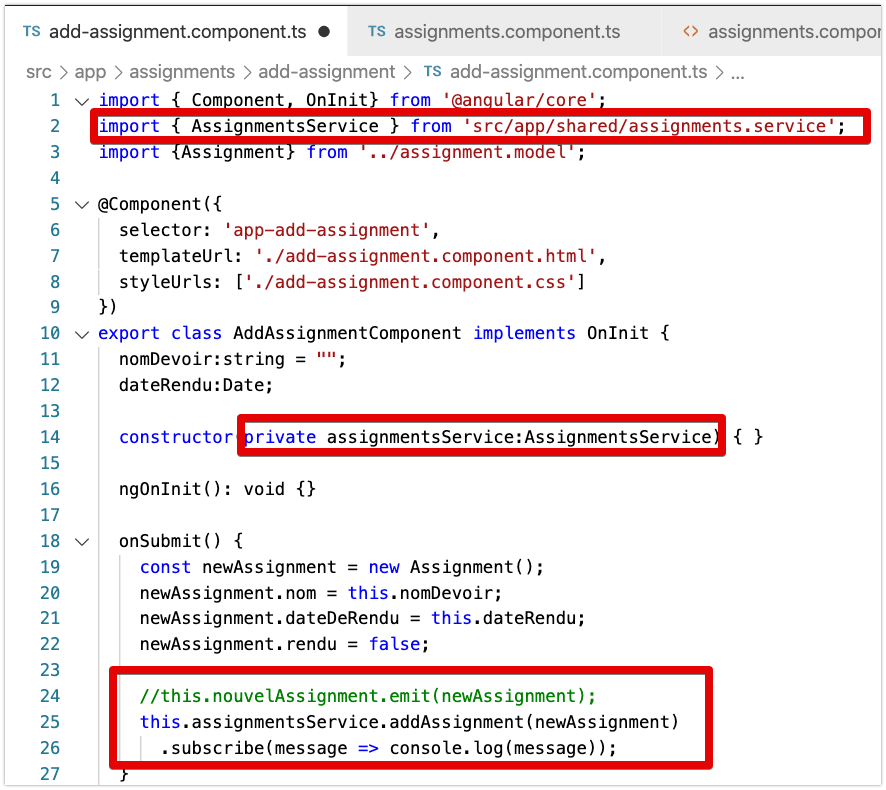 TS add-assignment.component.ts ● TS assignments.component.ts <> assignments.compon
src > app > assignments > add-assignment > TS add-assignment.component.ts > ...
1 import { Component, OnInit} from '@angular/core';
2 import { AssignmentsService } from 'src/app/shared/assignments.service';
3 import {Assignment} from '../assignment.model';
4
5 @Component({
6 selector: 'app-add-assignment',
7 templateUrl: './add-assignment.component.html',
8 styleUrls: ['./add-assignment.component.css']
9 })
10 export class AddAssignmentComponent implements OnInit {
11 nomDevoir:string = "";
12 dateRendu:Date;
13
14 constructor(private assignmentsService:AssignmentsService) { }
15
16 ngOnInit(): void {}
17
18 onSubmit() {
19 const newAssignment = new Assignment();
20 newAssignment.nom = this.nomDevoir;
21 newAssignment.dateDeRendu = this.dateRendu;
22 newAssignment.rendu = false;
23
24 //this.nouvelAssignment.emit(newAssignment);
25 this.assignmentsService.addAssignment(newAssignment)
26 .subscribe(message => console.log(message));
27 }